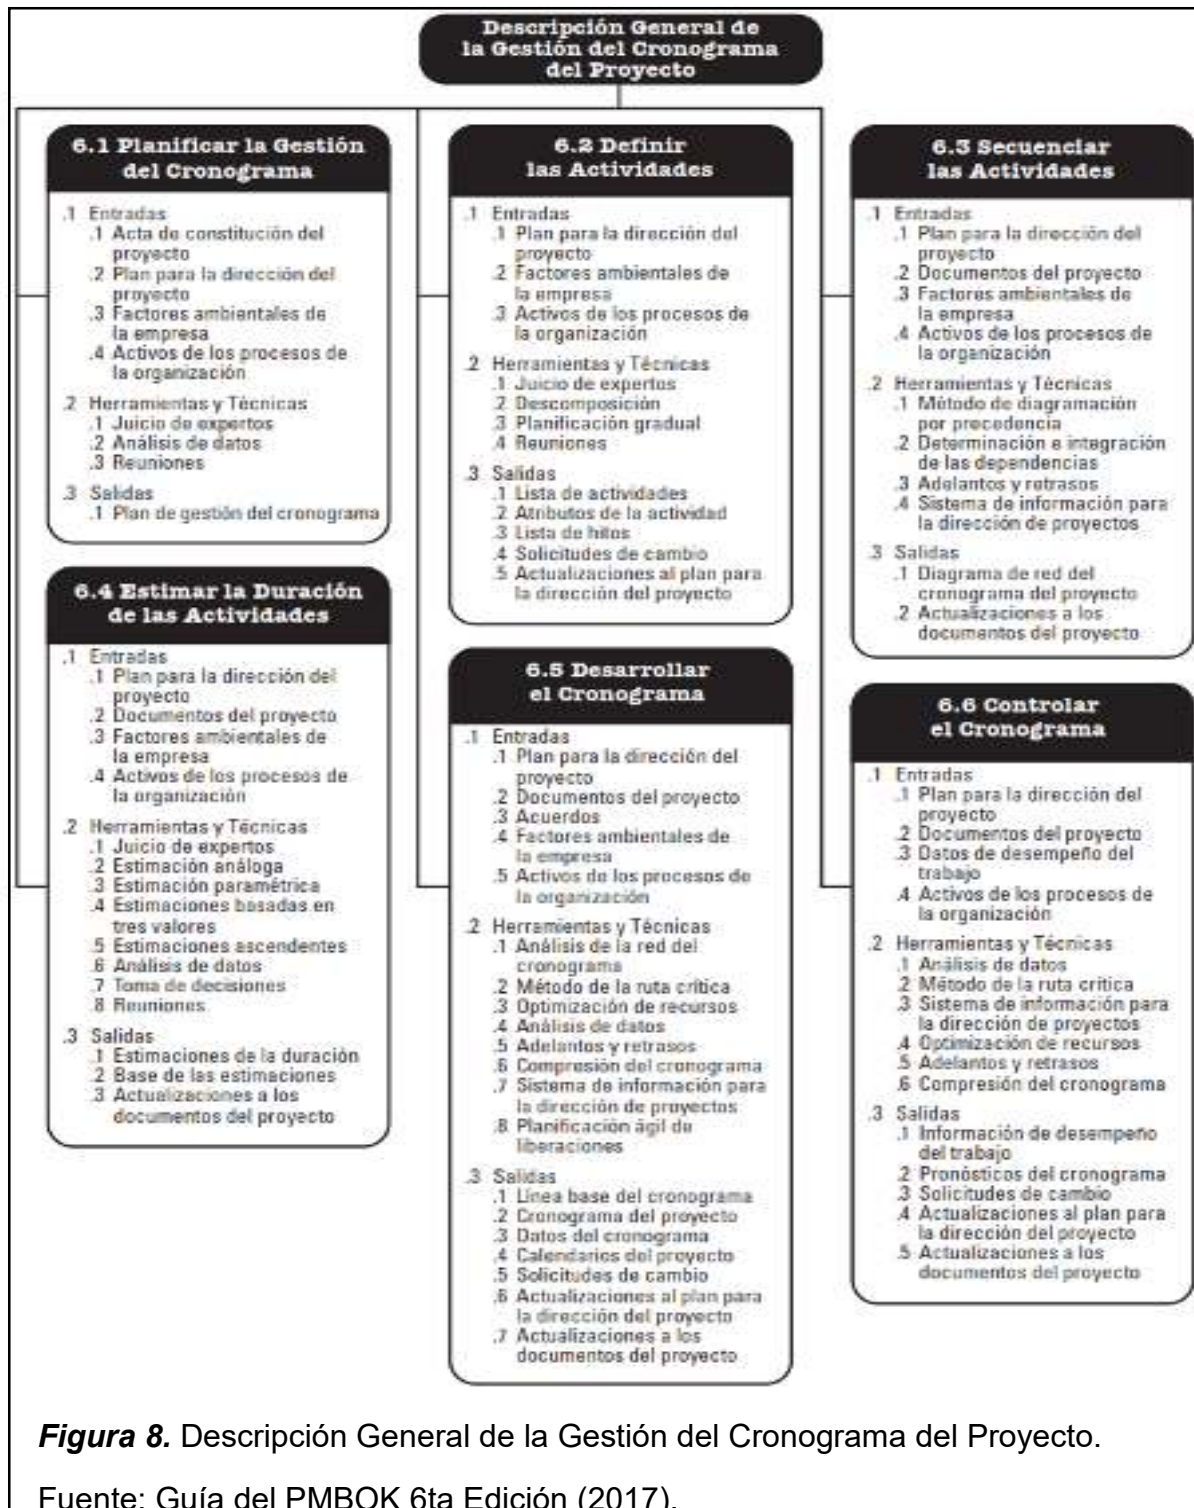 Descripción General de
la Gestión del Cronograma
del Proyecto
6.1 Planificar la Gestión
del Cronograma
.1 Entradas
.1 Acta de constitución del
proyecto
.2 Plan para la dirección del
proyecto
.3 Factores ambientales de
la empresa
.4 Activos de los procesos de
la organización
.2 Herramientas y Técnicas
.1 Juicio de expertos
.2 Análisis de datos
.3 Reuniones
.3 Salidas
.1 Plan de gestión del cronograma
6.2 Definir
las Actividades
.1 Entradas
.1 Plan para la dirección del
proyecto
.2 Factores ambientales de
la empresa
.3 Activos de los procesos de
la organización
.2 Herramientas y Técnicas
.1 Juicio de expertos
.2 Descomposición
.3 Planificación gradual
.4 Reuniones
.3 Salidas
.1 Lista de actividades
.2 Atributos de la actividad
.3 Lista de hitos
.4 Solicitudes de cambio
.5 Actualizaciones al plan para
la dirección del proyecto
6.3 Secuenciar
las Actividades
.1 Entradas
.1 Plan para la dirección del
proyecto
.2 Documentos del proyecto
.3 Factores ambientales de
la empresa
.4 Activos de los procesos de
la organización
.2 Herramientas y Técnicas
.1 Método de diagramación
por precedencia
.2 Determinación e integración
de las dependencias
.3 Adelantos y retrasos
.4 Sistema de información para
la dirección de proyectos
.3 Salidas
.1 Diagrama de red del
cronograma del proyecto
.2 Actualizaciones a los
documentos del proyecto
6.4 Estimar la Duración
de las Actividades
.1 Entradas
.1 Plan para la dirección del
proyecto
.2 Documentos del proyecto
.3 Factores ambientales de
la empresa
.4 Activos de los procesos de
la organización
.2 Herramientas y Técnicas
.1 Juicio de expertos
.2 Estimación análoga
.3 Estimación paramétrica
.4 Estimaciones basadas en
tres valores
.5 Estimaciones ascendentes
.6 Análisis de datos
.7 Toma de decisiones
.8 Reuniones
.3 Salidas
.1 Estimaciones de la duración
.2 Base de las estimaciones
.3 Actualizaciones a los
documentos del proyecto
6.5 Desarrollar
el Cronograma
.1 Entradas
.1 Plan para la dirección del
proyecto
.2 Documentos del proyecto
.3 Acuerdos
.4 Factores ambientales de
la empresa
.5 Activos de los procesos de
la organización
.2 Herramientas y Técnicas
.1 Análisis de la red del
cronograma
.2 Método de la ruta crítica
.3 Optimización de recursos
.4 Análisis de datos
.5 Adelantos y retrasos
.6 Compresión del cronograma
.7 Sistema de información para
la dirección de proyectos
.8 Planificación ágil de
liberaciones
.3 Salidas
.1 Línea base del cronograma
.2 Cronograma del proyecto
.3 Datos del cronograma
.4 Calendarios del proyecto
.5 Solicitudes de cambio
.6 Actualizaciones al plan para
la dirección del proyecto
.7 Actualizaciones a los
documentos del proyecto
6.6 Controlar
el Cronograma
.1 Entradas
.1 Plan para la dirección del
proyecto
.2 Documentos del proyecto
.3 Datos de desempeño del
trabajo
.4 Activos de los procesos de
la organización
.2 Herramientas y Técnicas
.1 Análisis de datos
.2 Método de la ruta crítica
.3 Sistema de información para
la dirección de proyectos
.4 Optimización de recursos
.5 Adelantos y retrasos
.6 Compresión del cronograma
.3 Salidas
.1 Información de desempeño
del trabajo
.2 Pronósticos del cronograma
.3 Solicitudes de cambio
.4 Actualizaciones al plan para
la dirección del proyecto
.5 Actualizaciones a los
documentos del proyecto
Figura 8. Descripción General de la Gestión del Cronograma del Proyecto.
Fuente: Guía del PMBOK 6ta Edición (2017).